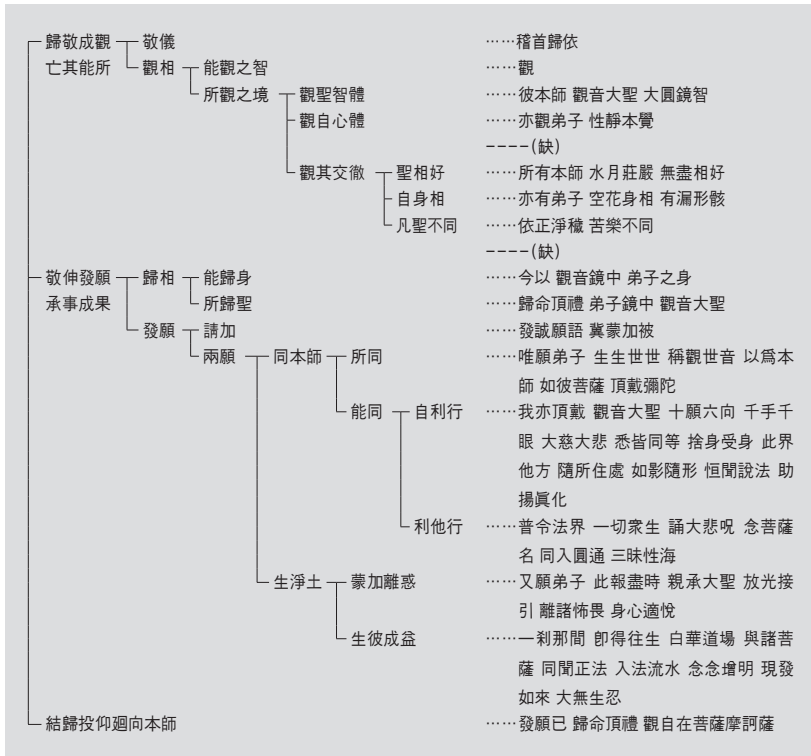 歸敬成觀 敬儀 ……稽首歸依
亡其能所 觀相 能觀之智 ……觀
所觀之境 觀聖智體 ……彼本師 觀音大聖 大圓鏡智
觀自心體 ……亦觀弟子 性靜本覺
----(缺)
觀其交徹 聖相好 ……所有本師 水月莊嚴 無盡相好
自身相 ……亦有弟子 空花身相 有漏形骸
凡聖不同 ……依正淨穢 苦樂不同
----(缺)
敬伸發願 歸相 能歸身 ……今以 觀音鏡中 弟子之身
承事成果 所歸聖 ……歸命頂禮 弟子鏡中 觀音大聖
發願 請加 ……發誠願語 冀蒙加被
兩願 同本師 所同 ……唯願弟子 生生世世 稱觀世音 以爲本
師 如彼菩薩 頂戴彌陀
能同 自利行 ……我亦頂戴 觀音大聖 十願六向 千手千
眼 大慈大悲 悉皆同等 捨身受身 此界
他方 隨所住處 如影隨形 恒聞說法 助
揚眞化
利他行 ……普令法界 一切衆生 誦大悲呪 念菩薩
名 同入圓通 三昧性海
生淨土 蒙加離惑 ……又願弟子 此報盡時 親承大聖 放光接
引 離諸怖畏 身心適悅
生彼成益 ……一刹那間 卽得往生 白華道場 與諸菩
薩 同聞正法 入法流水 念念增明 現發
如來 大無生忍
結歸投仰廻向本師 ……發願已 歸命頂禮 觀自在菩薩摩訶薩